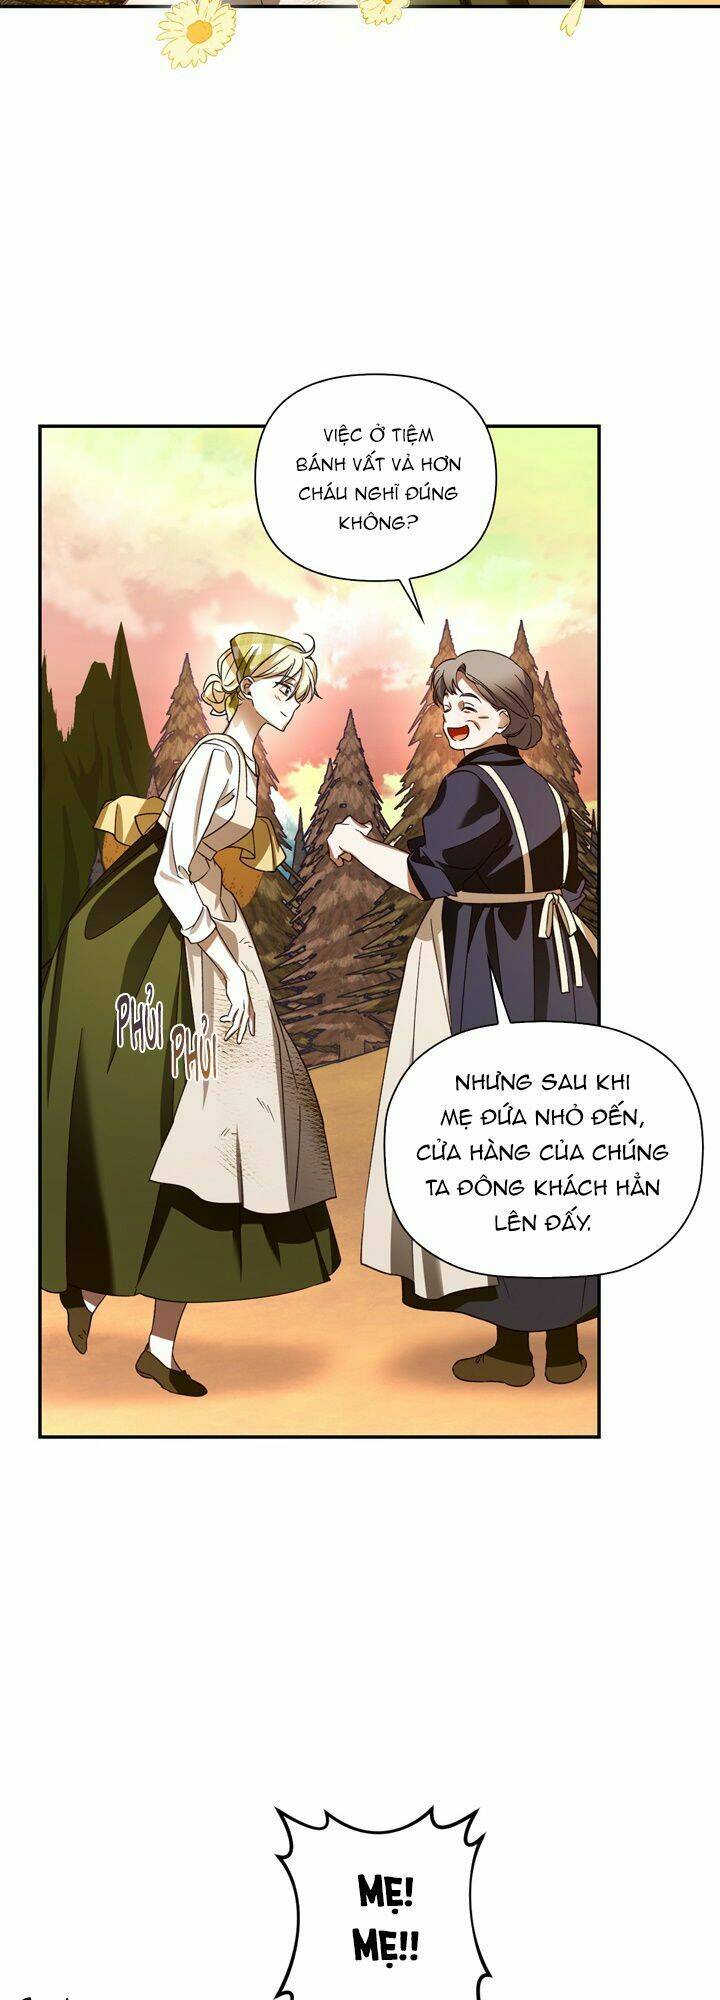 VIỆC Ở TIỆM
BÁNH VẤT VẢ HƠN
CHÁU NGHĨ ĐÚNG
KHÔNG?
PHỦI
PHỦI
NHƯNG SAU KHI
MẸ ĐỨA NHỎ ĐẾN,
CỬA HÀNG CỦA CHÚNG
TA ĐÔNG KHÁCH HẲN
LÊN ĐẤY.
MẸ!
MẸ!!